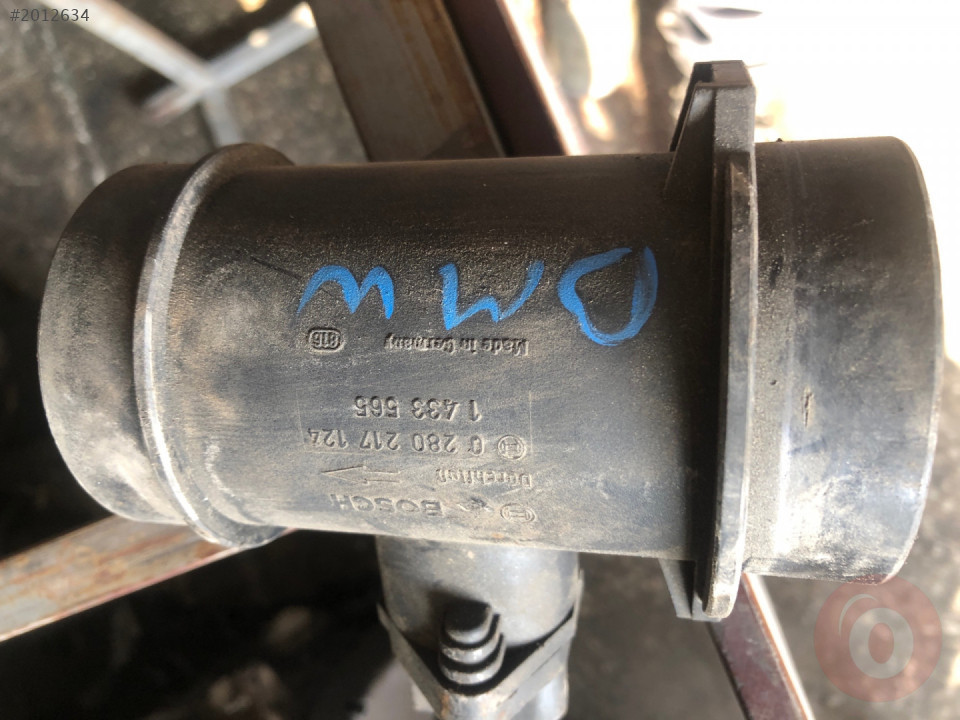 #2012634
BOSCH
Durchfluß
0 280 217 124
1 433 565
Made in Germany
BMW